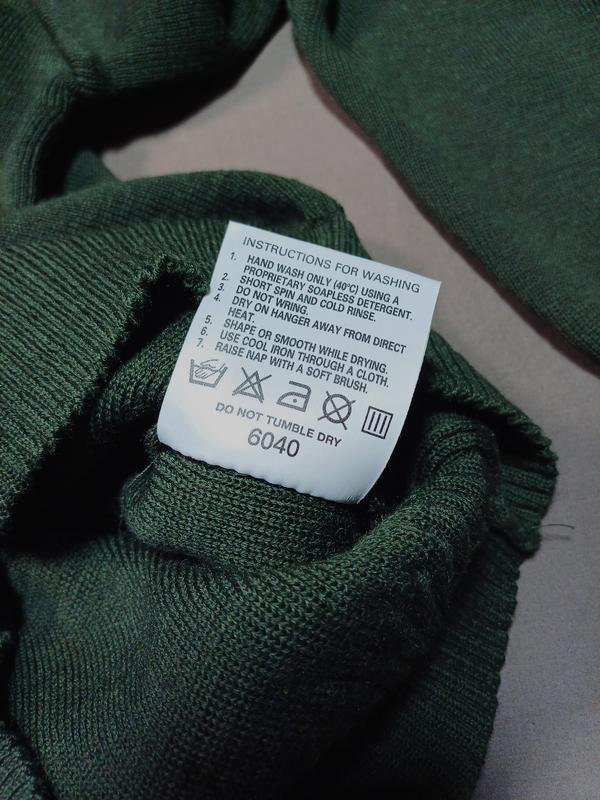 INSTRUCTIONS FOR WASHING
1. HAND WASH ONLY (40°C) USING A
PROPRIETARY SOAPLESS DETERGENT.
2. SHORT SPIN AND COLD RINSE.
3. DO NOT WRING.
4. DRY ON HANGER AWAY FROM DIRECT
HEAT.
5. SHAPE OR SMOOTH WHILE DRYING.
6. USE COOL IRON THROUGH A CLOTH.
7. RAISE NAP WITH A SOFT BRUSH.
DO NOT TUMBLE DRY
6040